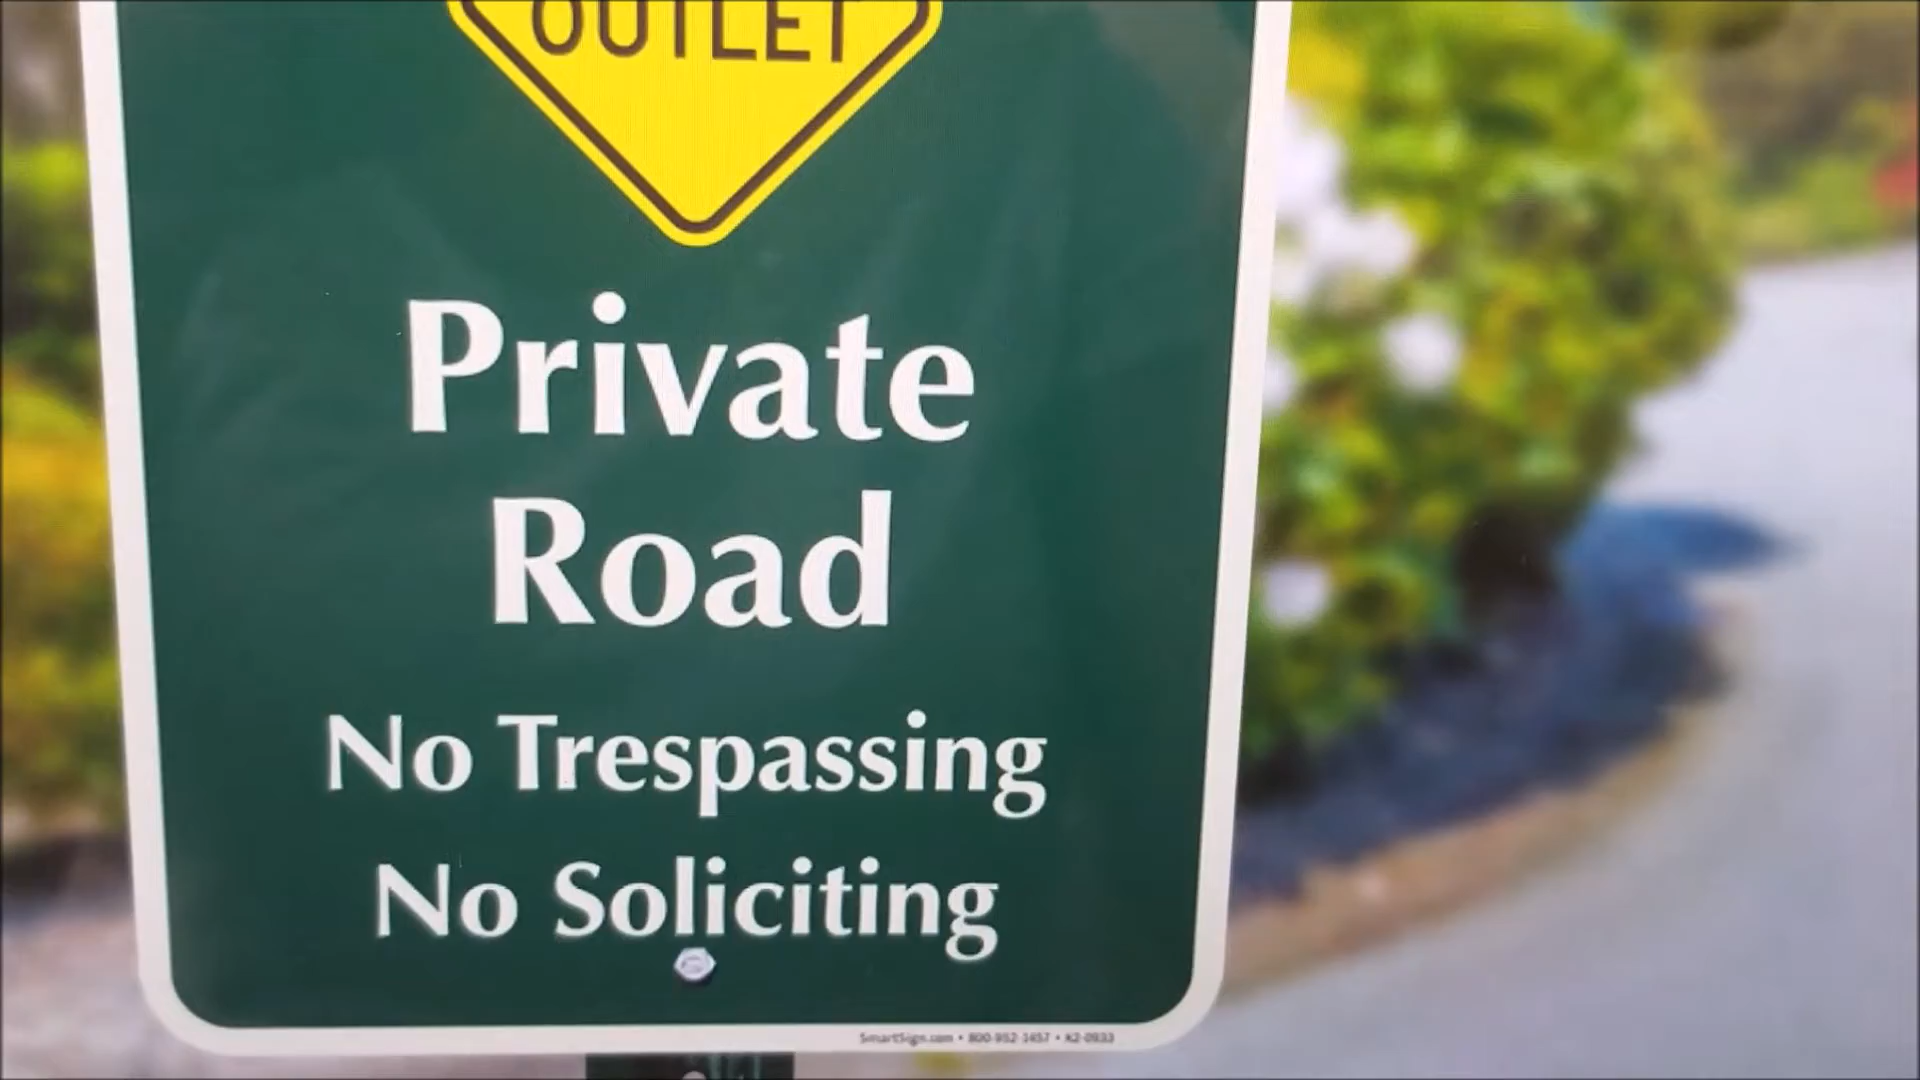 OUTLET
Private
Road
No Trespassing
No Soliciting
SmartSign.com • 800-952-1457 • K2-0933